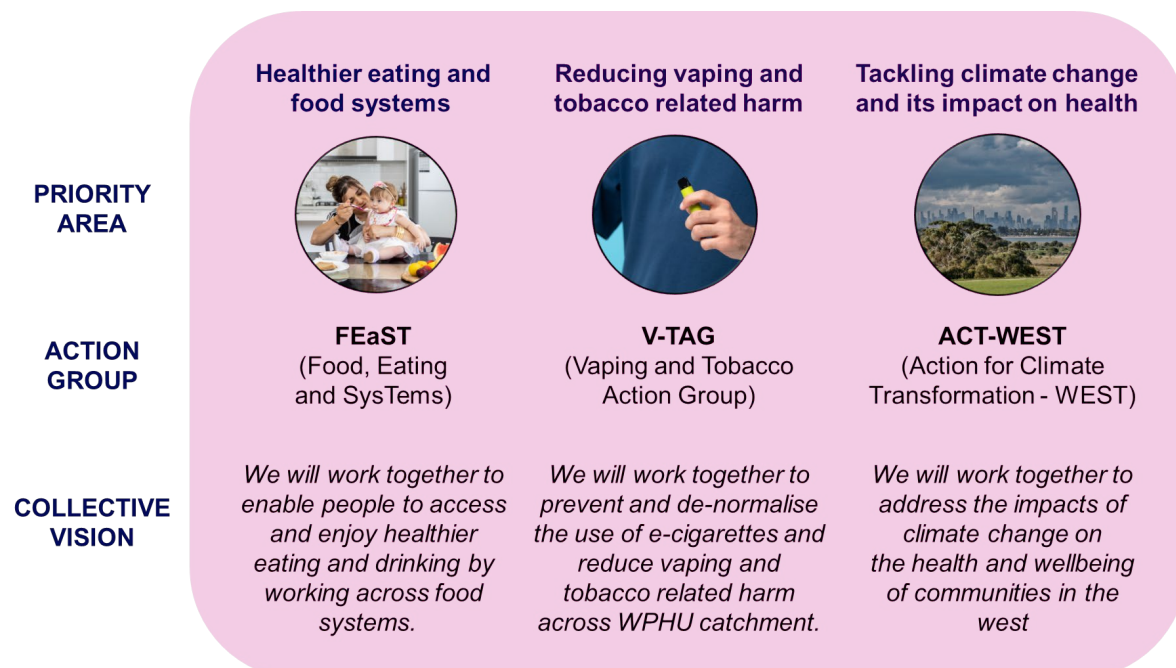 Healthier eating and
food systems
Reducing vaping and
tobacco related harm
Tackling climate change
and its impact on health
PRIORITY
AREA
ACTION
GROUP
FEaST
(Food, Eating
and SysTems)
V-TAG
(Vaping and Tobacco
Action Group)
ACT-WEST
(Action for Climate
Transformation - WEST)
COLLECTIVE
VISION
We will work together to
enable people to access
and enjoy healthier
eating and drinking by
working across food
systems.
We will work together to
prevent and de-normalise
the use of e-cigarettes and
reduce vaping and
tobacco related harm
across WPHU catchment.
We will work together to
address the impacts of
climate change on
the health and wellbeing
of communities in the
west